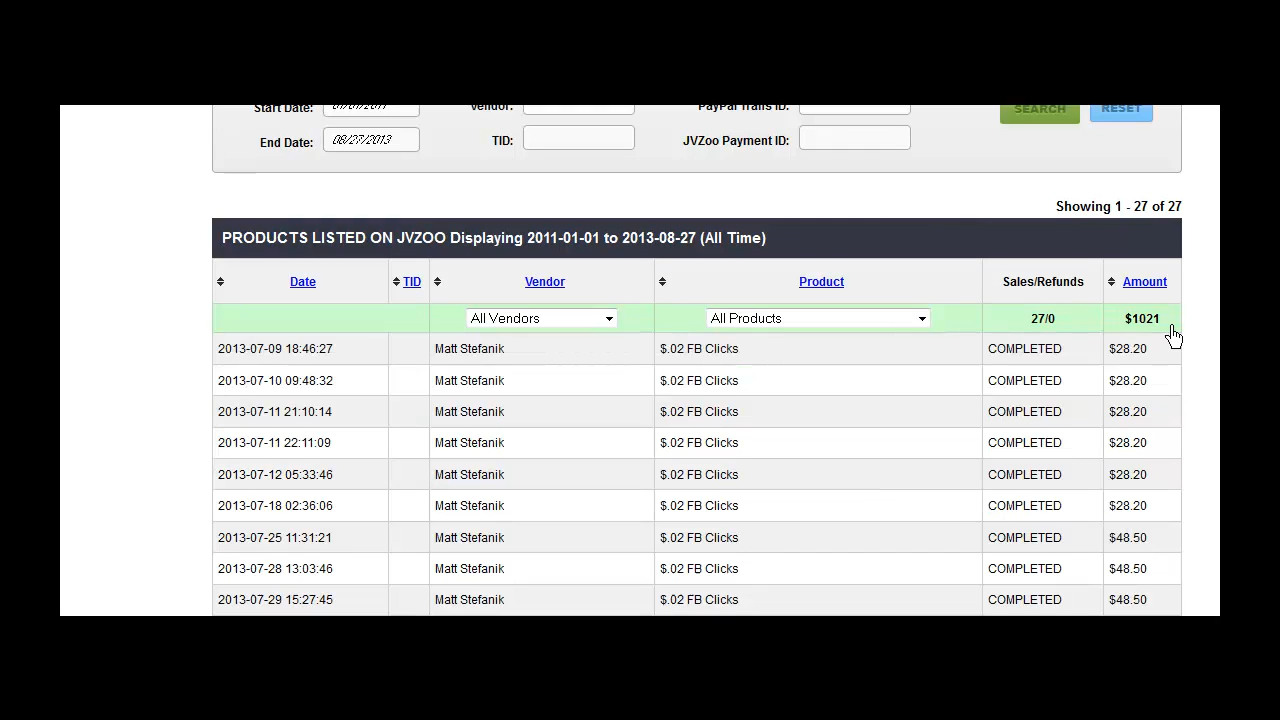 Start Date: Vendor: PayPal Trans ID: SEARCH RESET
End Date: 08/27/2013 TID: JVZoo Payment ID:
Showing 1 - 27 of 27
PRODUCTS LISTED ON JVZOO Displaying 2011-01-01 to 2013-08-27 (All Time)
Date TID Vendor Product Sales/Refunds Amount
All Vendors All Products 27/0 $1021
2013-07-09 18:46:27 Matt Stefanik $.02 FB Clicks COMPLETED $28.20
2013-07-10 09:48:32 Matt Stefanik $.02 FB Clicks COMPLETED $28.20
2013-07-11 21:10:14 Matt Stefanik $.02 FB Clicks COMPLETED $28.20
2013-07-11 22:11:09 Matt Stefanik $.02 FB Clicks COMPLETED $28.20
2013-07-12 05:33:46 Matt Stefanik $.02 FB Clicks COMPLETED $28.20
2013-07-18 02:36:06 Matt Stefanik $.02 FB Clicks COMPLETED $28.20
2013-07-25 11:31:21 Matt Stefanik $.02 FB Clicks COMPLETED $48.50
2013-07-28 13:03:46 Matt Stefanik $.02 FB Clicks COMPLETED $48.50
2013-07-29 15:27:45 Matt Stefanik $.02 FB Clicks COMPLETED $48.50